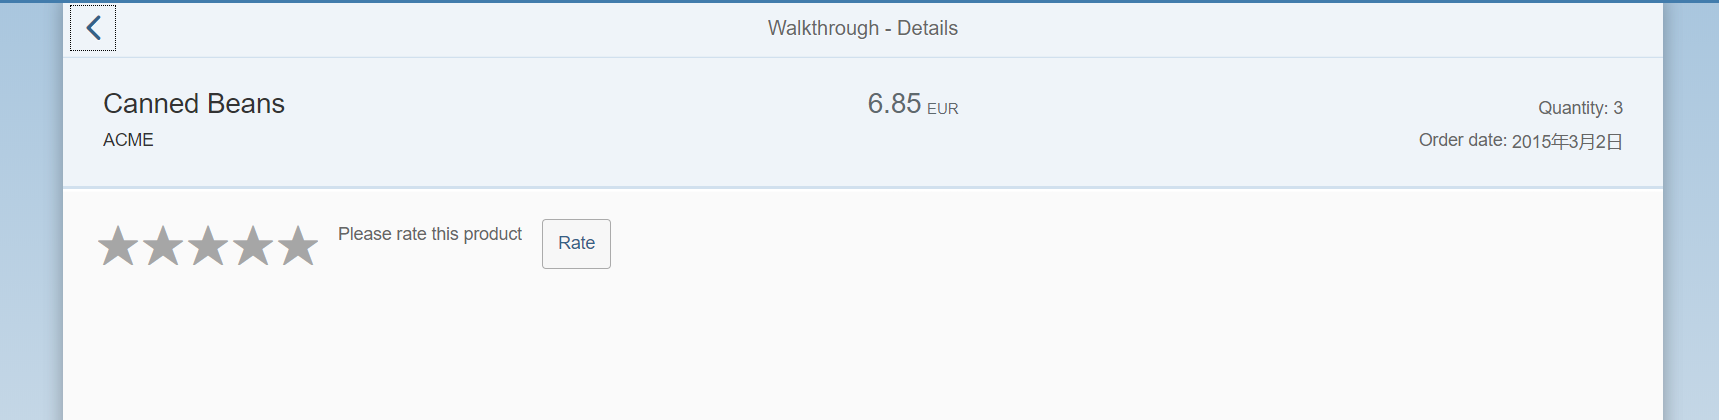 Walkthrough - Details
Canned Beans
6.85 EUR
Quantity: 3
ACME
Order date: 2015年3月2日
Please rate this product
Rate